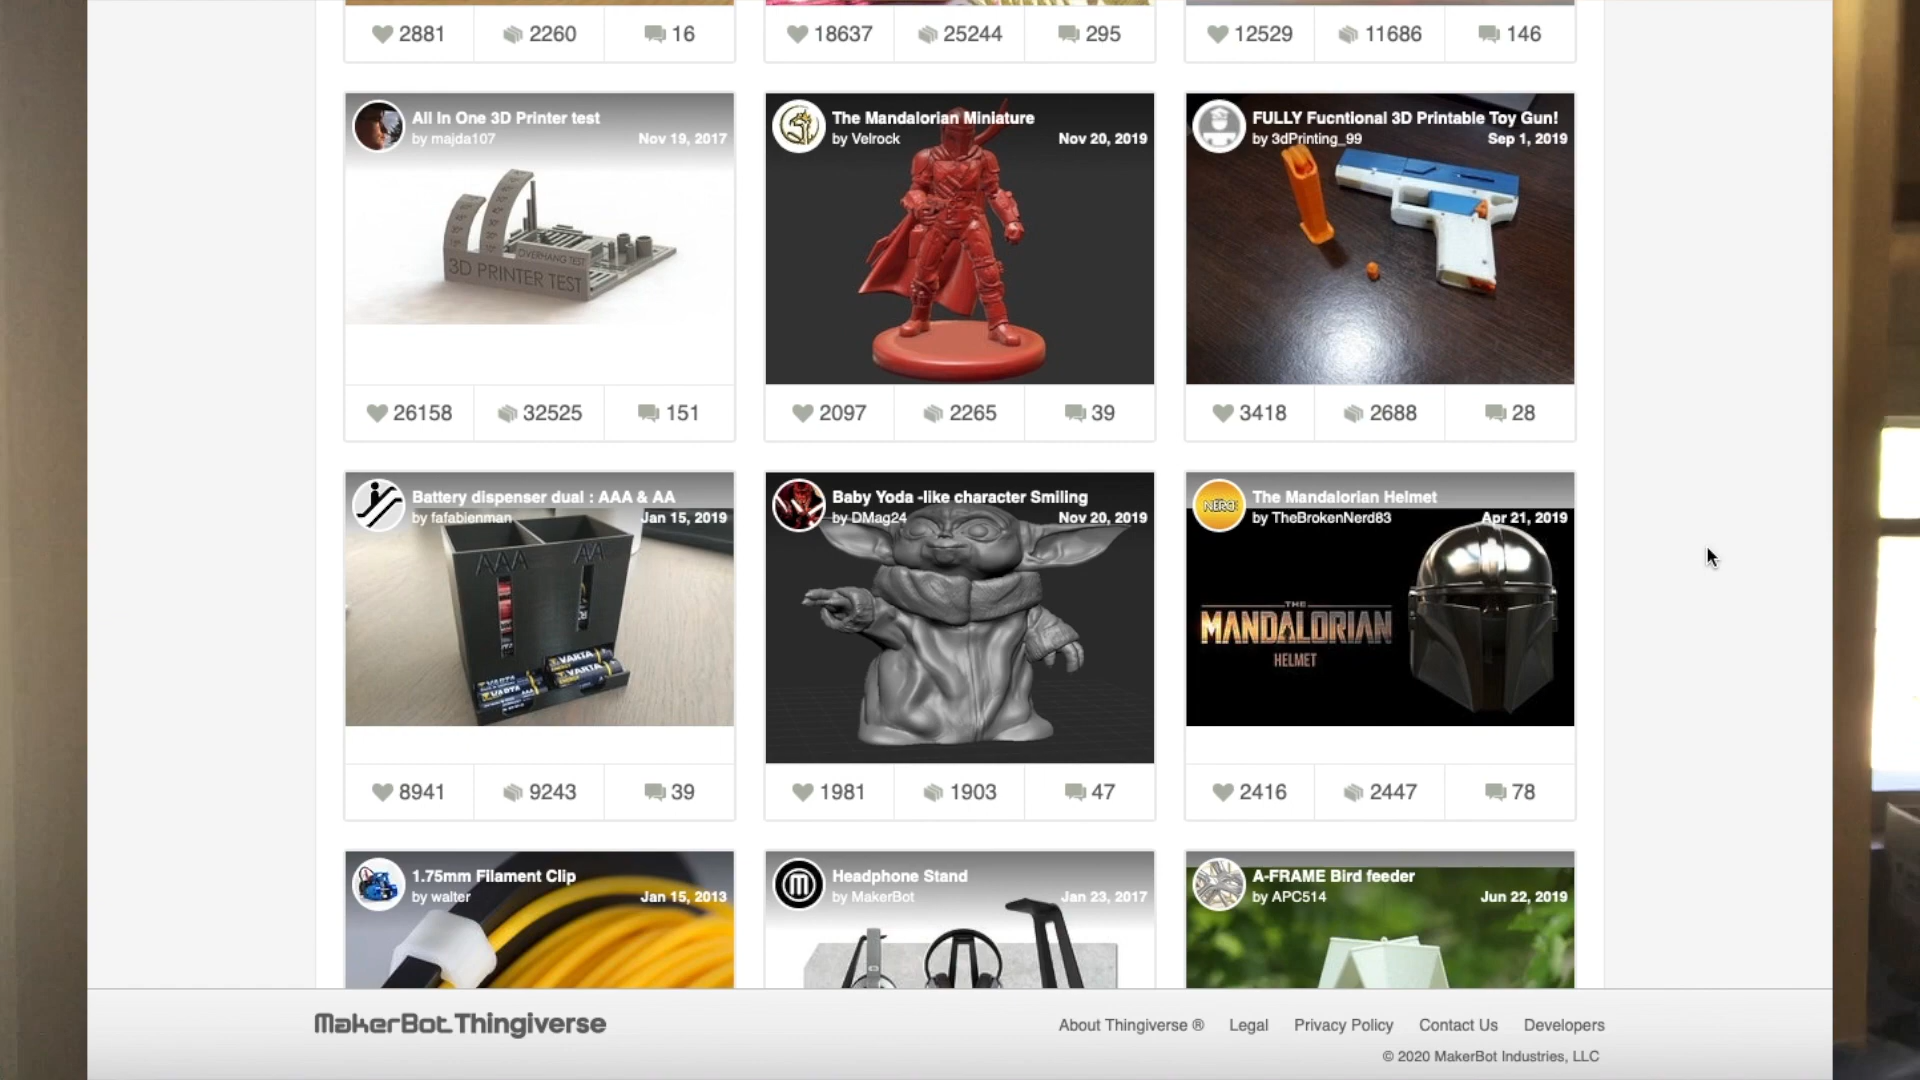 2881 2260 16
18637 25244 295
12529 11686 146
All In One 3D Printer test
by majda107 Nov 19, 2017
OVERHANG TEST
3D PRINTER TEST
26158 32525 151
The Mandalorian Miniature
by Velrock Nov 20, 2019
2097 2265 39
FULLY Fucntional 3D Printable Toy Gun!
by 3dPrinting_99 Sep 1, 2019
3418 2688 28
Battery dispenser dual : AAA & AA
by fafabienman Jan 15, 2019
AAA AA
VARTA
VARTA
VARTA
VARTA
8941 9243 39
Baby Yoda -like character Smiling
by DMag24 Nov 20, 2019
1981 1903 47
NERD
The Mandalorian Helmet
by TheBrokenNerd83 Apr 21, 2019
THE
MANDALORIAN
HELMET
2416 2447 78
1.75mm Filament Clip
by walter Jan 15, 2013
Headphone Stand
by MakerBot Jan 23, 2017
A-FRAME Bird feeder
by APC514 Jun 22, 2019
MakerBot Thingiverse
About Thingiverse ® Legal Privacy Policy Contact Us Developers
© 2020 MakerBot Industries, LLC